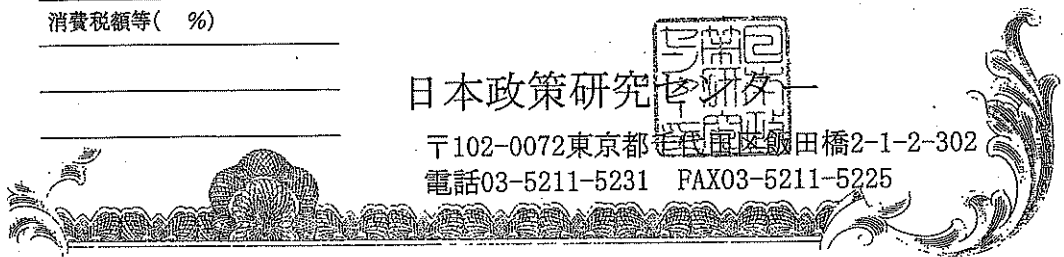 消費税額等(　%)
日本政策研究センター
〒102-0072東京都千代田区飯田橋2-1-2-302
電話03-5211-5231　FAX03-5211-5225